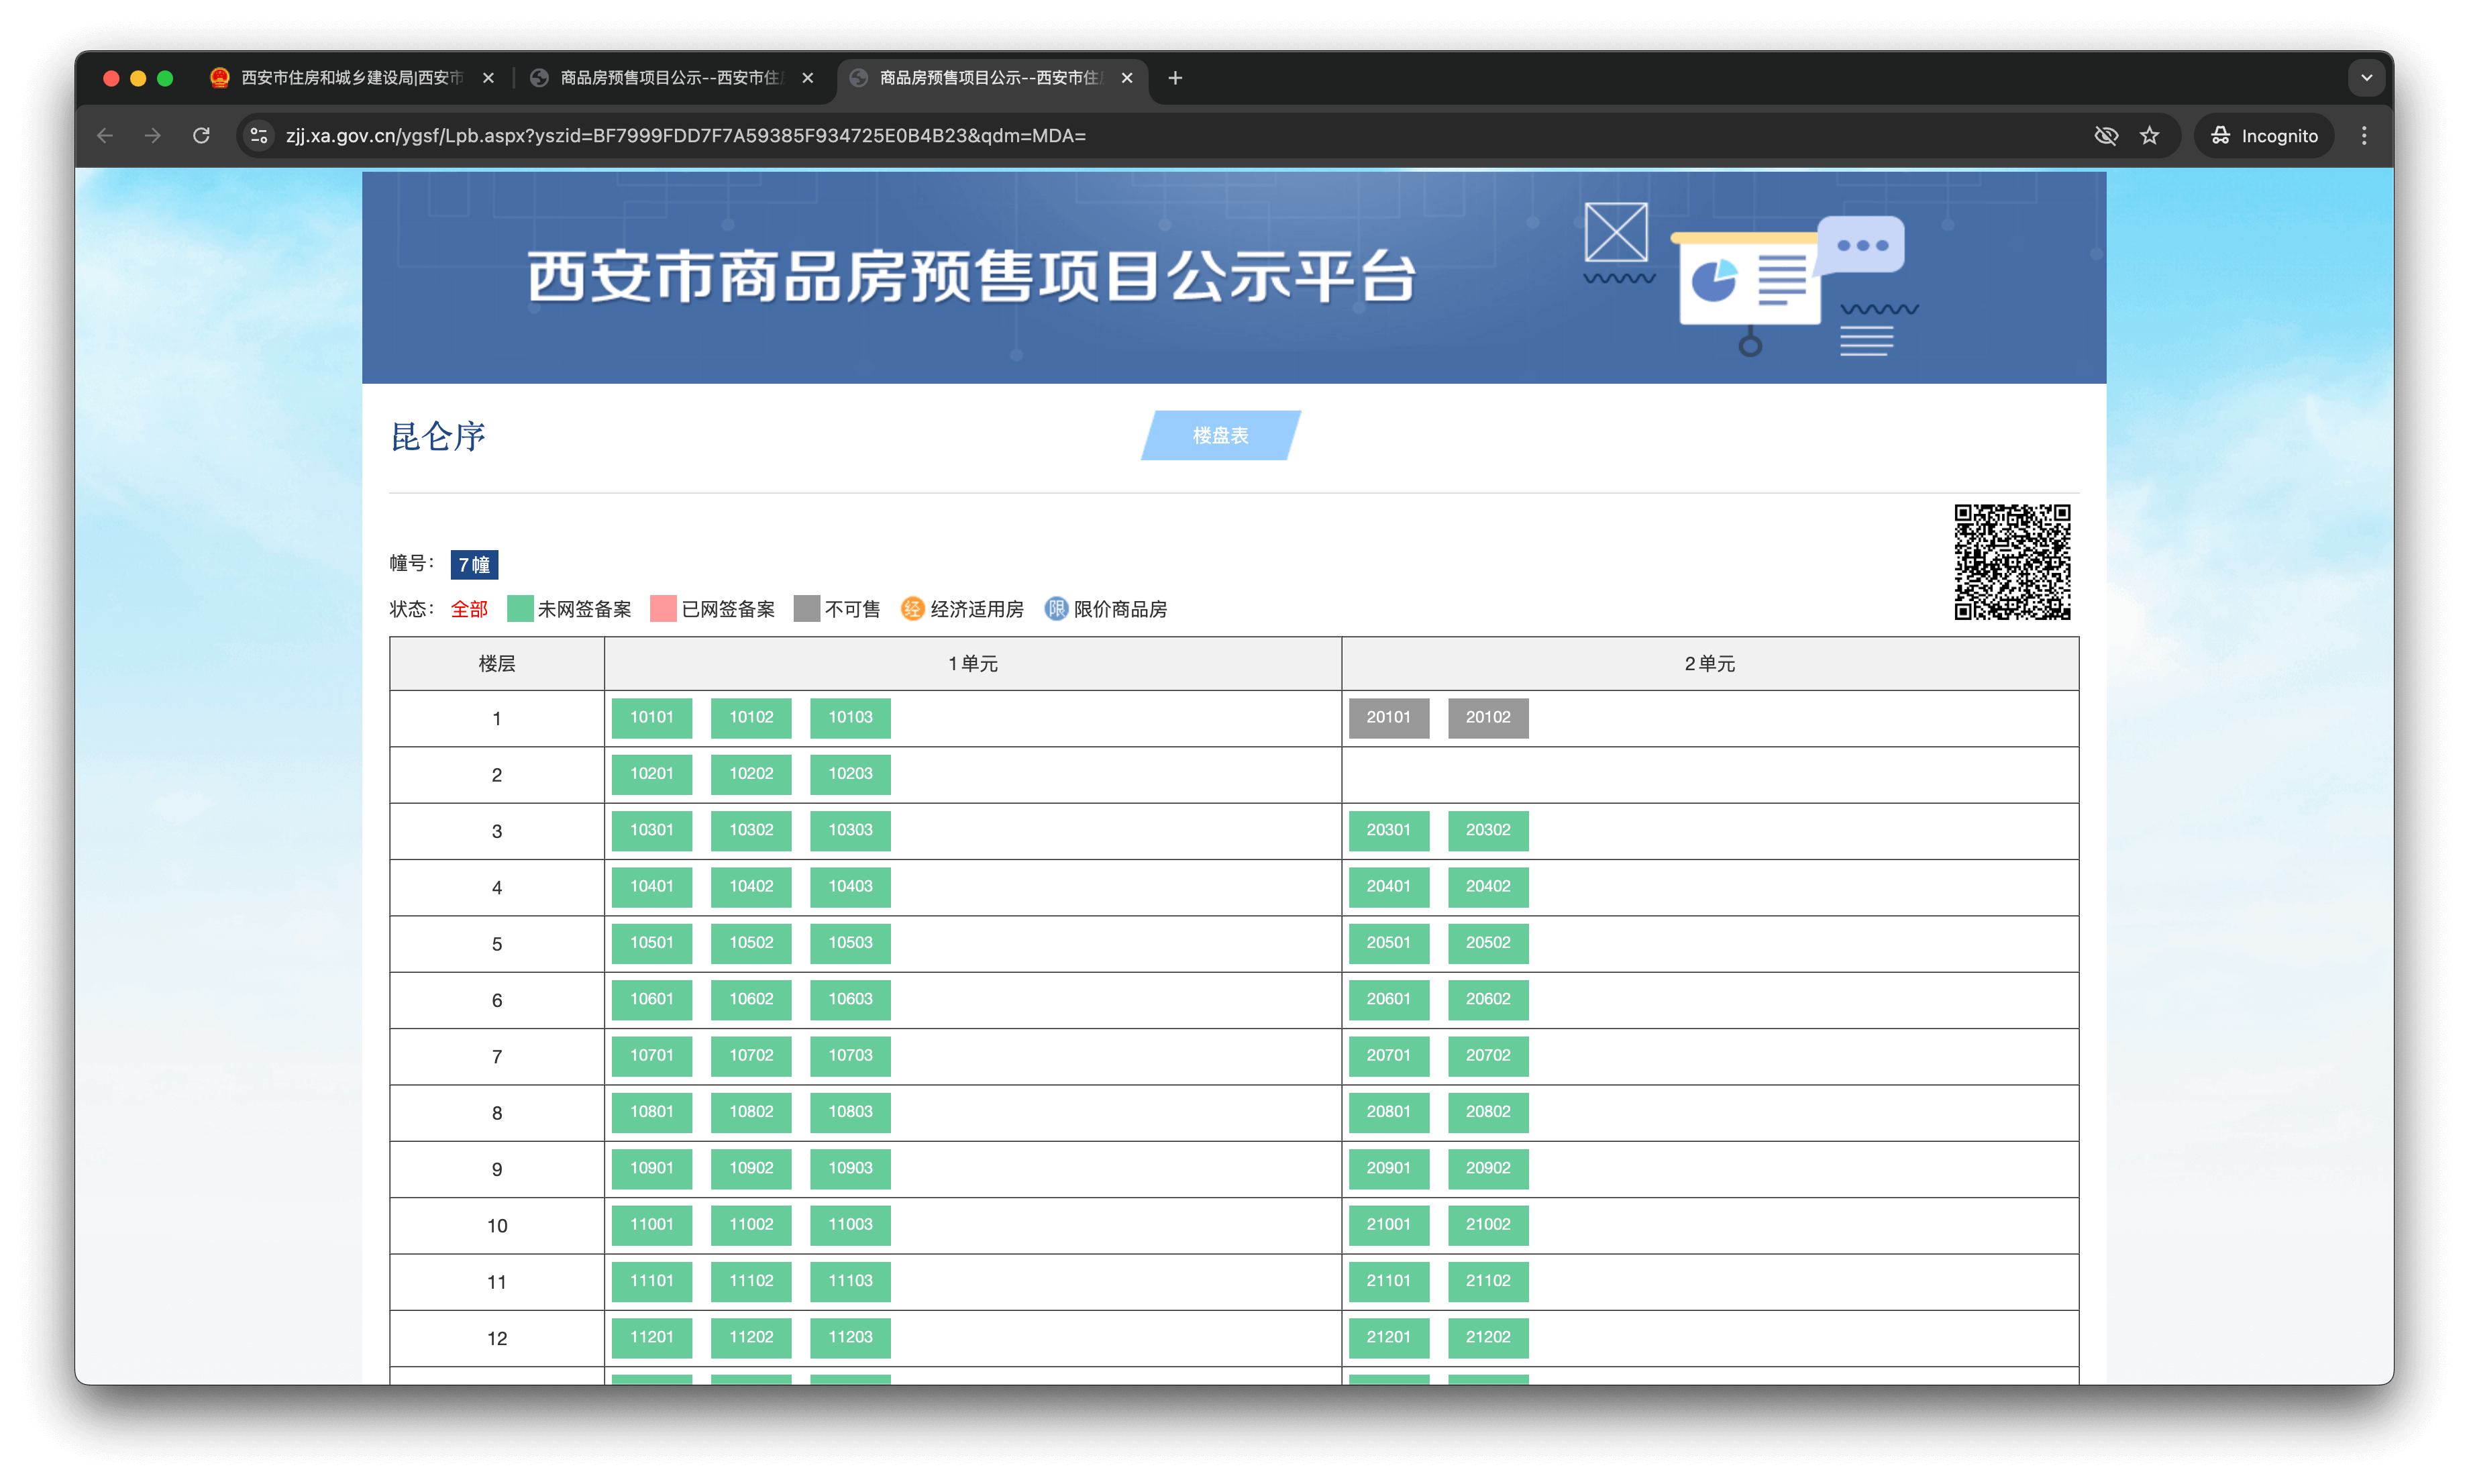 西安市住房和城乡建设局|西安市
商品房预售项目公示--西安市住
商品房预售项目公示--西安市住
zjj.xa.gov.cn/ygsf/Lpb.aspx?yszid=BF7999FDD7F7A59385F934725E0B4B23&qdm=MDA=
Incognito
西安市商品房预售项目公示平台
昆仑序
楼盘表
幢号： 7幢
状态： 全部 未网签备案 已网签备案 不可售 经 经济适用房 限 限价商品房
楼层 1单元 2单元
1 10101 10102 10103 20101 20102
2 10201 10202 10203
3 10301 10302 10303 20301 20302
4 10401 10402 10403 20401 20402
5 10501 10502 10503 20501 20502
6 10601 10602 10603 20601 20602
7 10701 10702 10703 20701 20702
8 10801 10802 10803 20801 20802
9 10901 10902 10903 20901 20902
10 11001 11002 11003 21001 21002
11 11101 11102 11103 21101 21102
12 11201 11202 11203 21201 21202